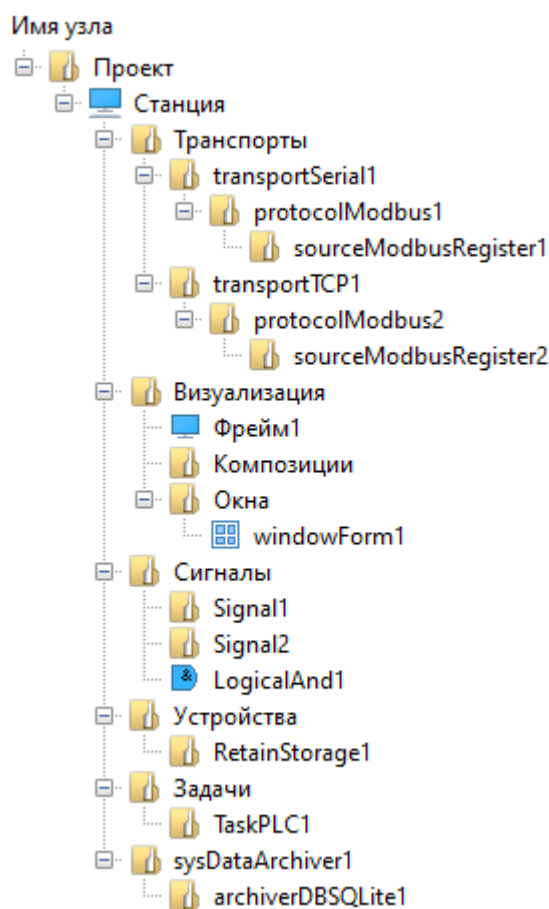 Имя узла
Проект
Станция
Транспорты
transportSerial1
protocolModbus1
sourceModbusRegister1
transportTCP1
protocolModbus2
sourceModbusRegister2
Визуализация
Фрейм1
Композиции
Окна
windowForm1
Сигналы
Signal1
Signal2
& LogicalAnd1
Устройства
RetainStorage1
Задачи
TaskPLC1
sysDataArchiver1
archiverDBSQLite1